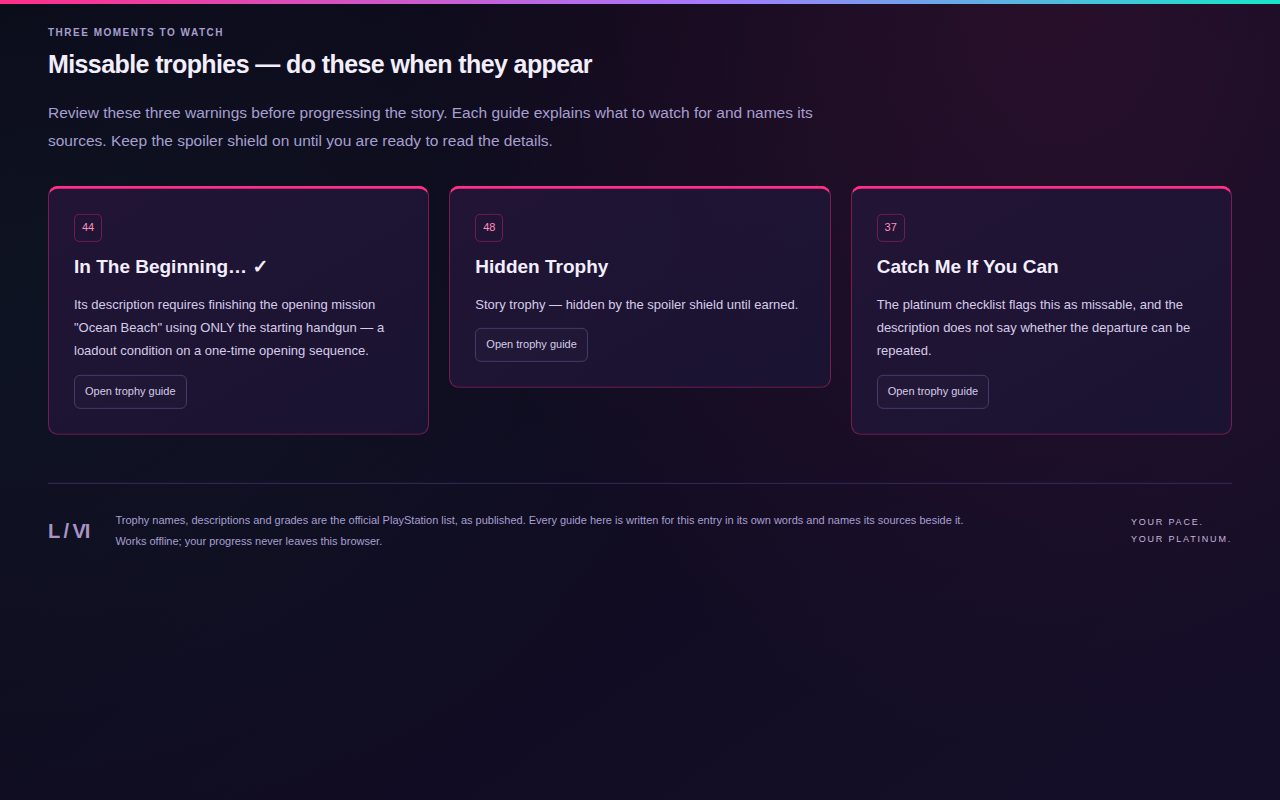 THREE MOMENTS TO WATCH
Missable trophies — do these when they appear
Review these three warnings before progressing the story. Each guide explains what to watch for and names its
sources. Keep the spoiler shield on until you are ready to read the details.
44
In The Beginning… ✓
Its description requires finishing the opening mission
"Ocean Beach" using ONLY the starting handgun — a
loadout condition on a one-time opening sequence.
Open trophy guide
48
Hidden Trophy
Story trophy — hidden by the spoiler shield until earned.
Open trophy guide
37
Catch Me If You Can
The platinum checklist flags this as missable, and the
description does not say whether the departure can be
repeated.
Open trophy guide
L / VI
Trophy names, descriptions and grades are the official PlayStation list, as published. Every guide here is written for this entry in its own words and names its sources beside it.
Works offline; your progress never leaves this browser.
YOUR PACE.
YOUR PLATINUM.